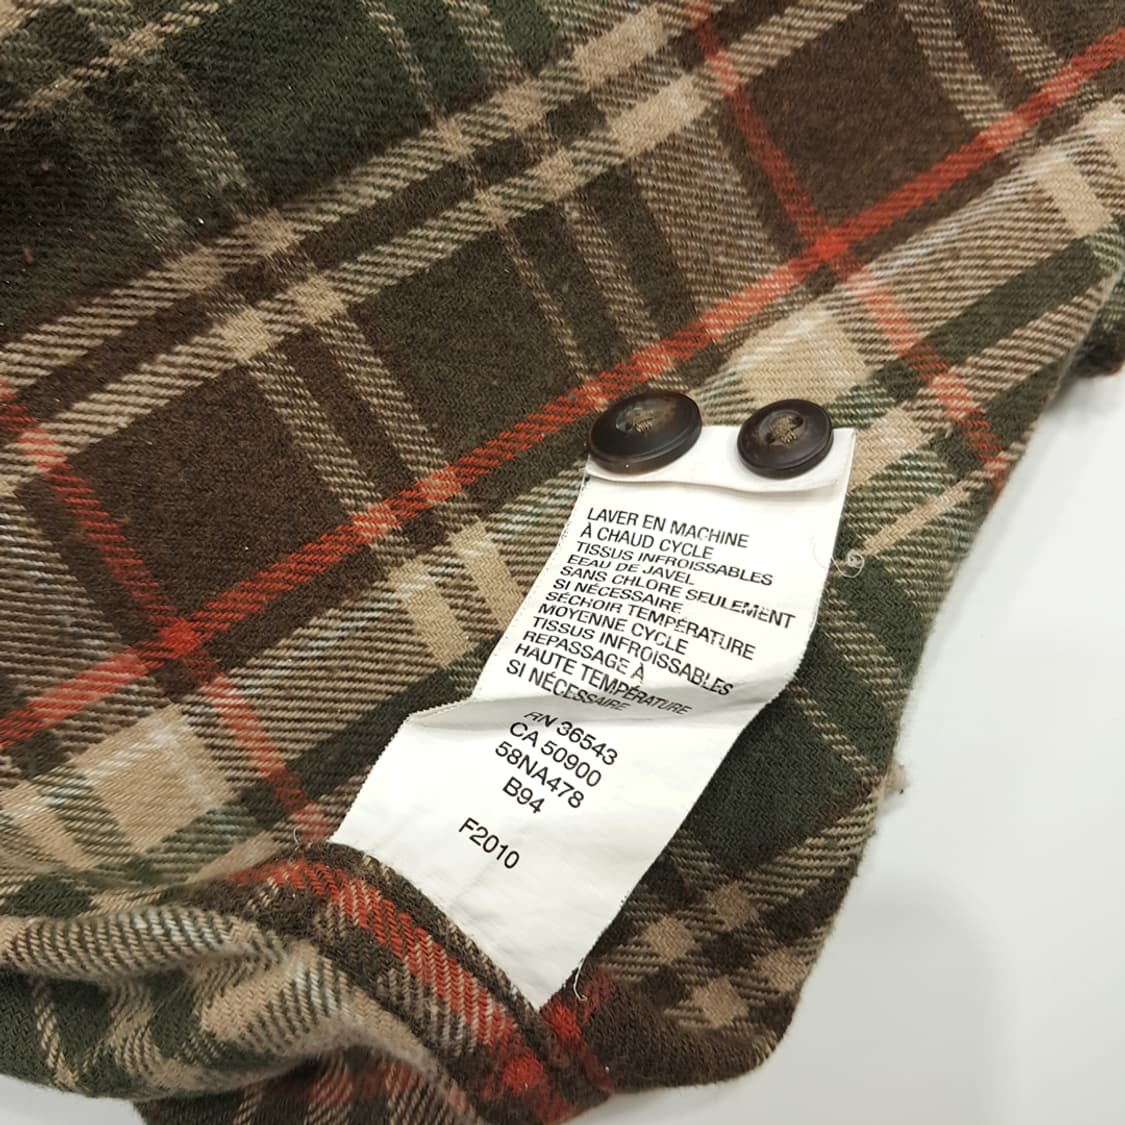 LAVER EN MACHINE
À CHAUD CYCLE
TISSUS INFROISSABLES
EEAU DE JAVEL
SANS CHLORE SEULEMENT
SI NÉCESSAIRE
SÉCHOIR TEMPÉRATURE
MOYENNE CYCLE
TISSUS INFROISSABLES
REPASSAGE À
HAUTE TEMPÉRATURE
SI NÉCESSAIRE
RN 36543
CA 50900
58NA478
B94
F2010